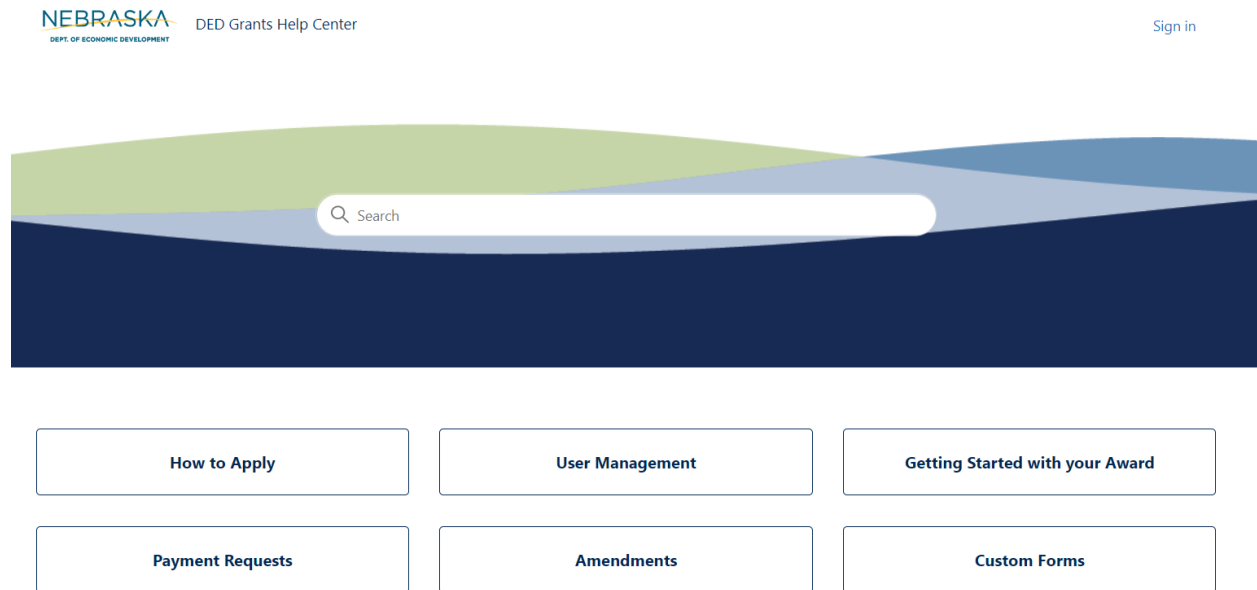 NEBRASKA
DEPT. OF ECONOMIC DEVELOPMENT
DED Grants Help Center
Sign in
Search
How to Apply
User Management
Getting Started with your Award
Payment Requests
Amendments
Custom Forms